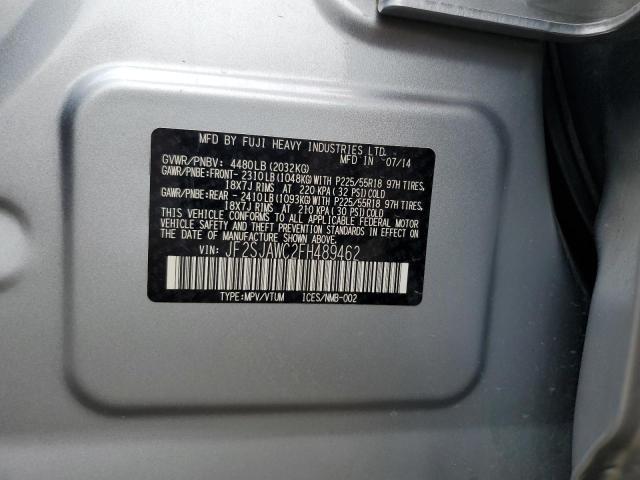 MFD BY FUJI HEAVY INDUSTRIES LTD.
GVWR/PNBV: 4480LB(2032KG) MFD IN 07/14
GAWR/PNBE:FRONT- 2310LB(1048KG)WITH P225/55R18 97H TIRES,
18X7J RIMS AT 220 KPA(32 PSI)COLD
GAWR/PNBE:REAR - 2410LB(1093KG)WITH P225/55R18 97H TIRES,
18X7J RIMS AT 210 KPA(30 PSI)COLD
THIS VEHICLE CONFORMS TO ALL APPLICABLE FEDERAL MOTOR
VEHICLE SAFETY AND THEFT PREVENTION STANDARDS IN EFFECT ON THE
DATE OF MANUFACTURE SHOWN ABOVE.
VIN: JF2SJAWC2FH489462
TYPE:MPV/VTUM ICES/NMB-002